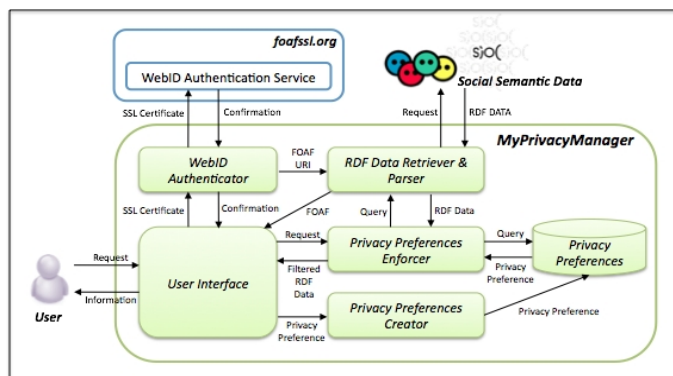 foafssl.org
WebID Authentication Service
Social Semantic Data
SSL Certificate
Confirmation
Request
RDF DATA
MyPrivacyManager
WebID
Authenticator
FOAF
URI
RDF Data Retriever &
Parser
SSL Certificate
Confirmation
FOAF
Query
RDF Data
Request
Information
User
User Interface
Request
Filtered
RDF
Data
Privacy Preferences
Enforcer
Query
Privacy
Preference
Privacy
Preferences
Privacy
Preference
Privacy Preferences
Creator
Privacy Preference